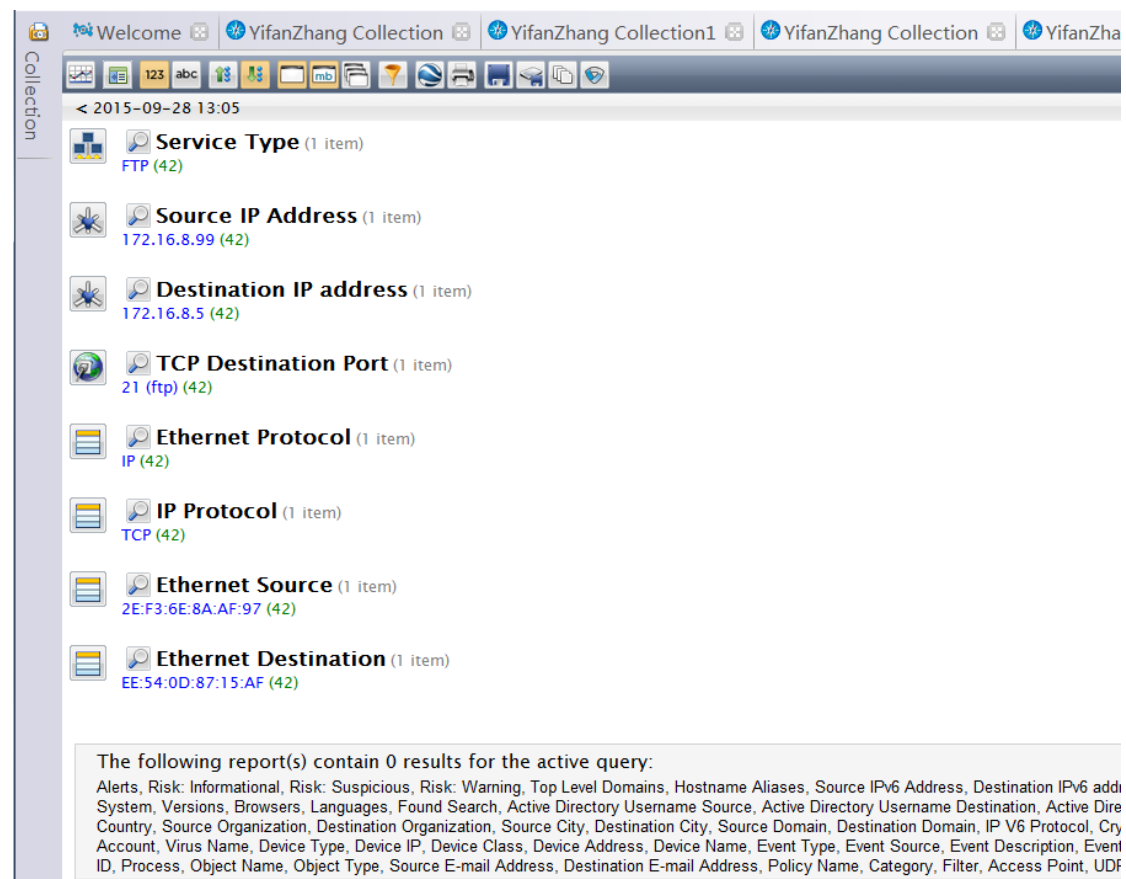 Welcome YifanZhang Collection YifanZhang Collection1 YifanZhang Collection YifanZha
Collection
123 abc mb
< 2015-09-28 13:05
Service Type (1 item)
FTP (42)
Source IP Address (1 item)
172.16.8.99 (42)
Destination IP address (1 item)
172.16.8.5 (42)
TCP Destination Port (1 item)
21 (ftp) (42)
Ethernet Protocol (1 item)
IP (42)
IP Protocol (1 item)
TCP (42)
Ethernet Source (1 item)
2E:F3:6E:8A:AF:97 (42)
Ethernet Destination (1 item)
EE:54:0D:87:15:AF (42)
The following report(s) contain 0 results for the active query:
Alerts, Risk: Informational, Risk: Suspicious, Risk: Warning, Top Level Domains, Hostname Aliases, Source IPv6 Address, Destination IPv6 addr
System, Versions, Browsers, Languages, Found Search, Active Directory Username Source, Active Directory Username Destination, Active Dire
Country, Source Organization, Destination Organization, Source City, Destination City, Source Domain, Destination Domain, IP V6 Protocol, Cry
Account, Virus Name, Device Type, Device IP, Device Class, Device Address, Device Name, Event Type, Event Source, Event Description, Event
ID, Process, Object Name, Object Type, Source E-mail Address, Destination E-mail Address, Policy Name, Category, Filter, Access Point, UDP